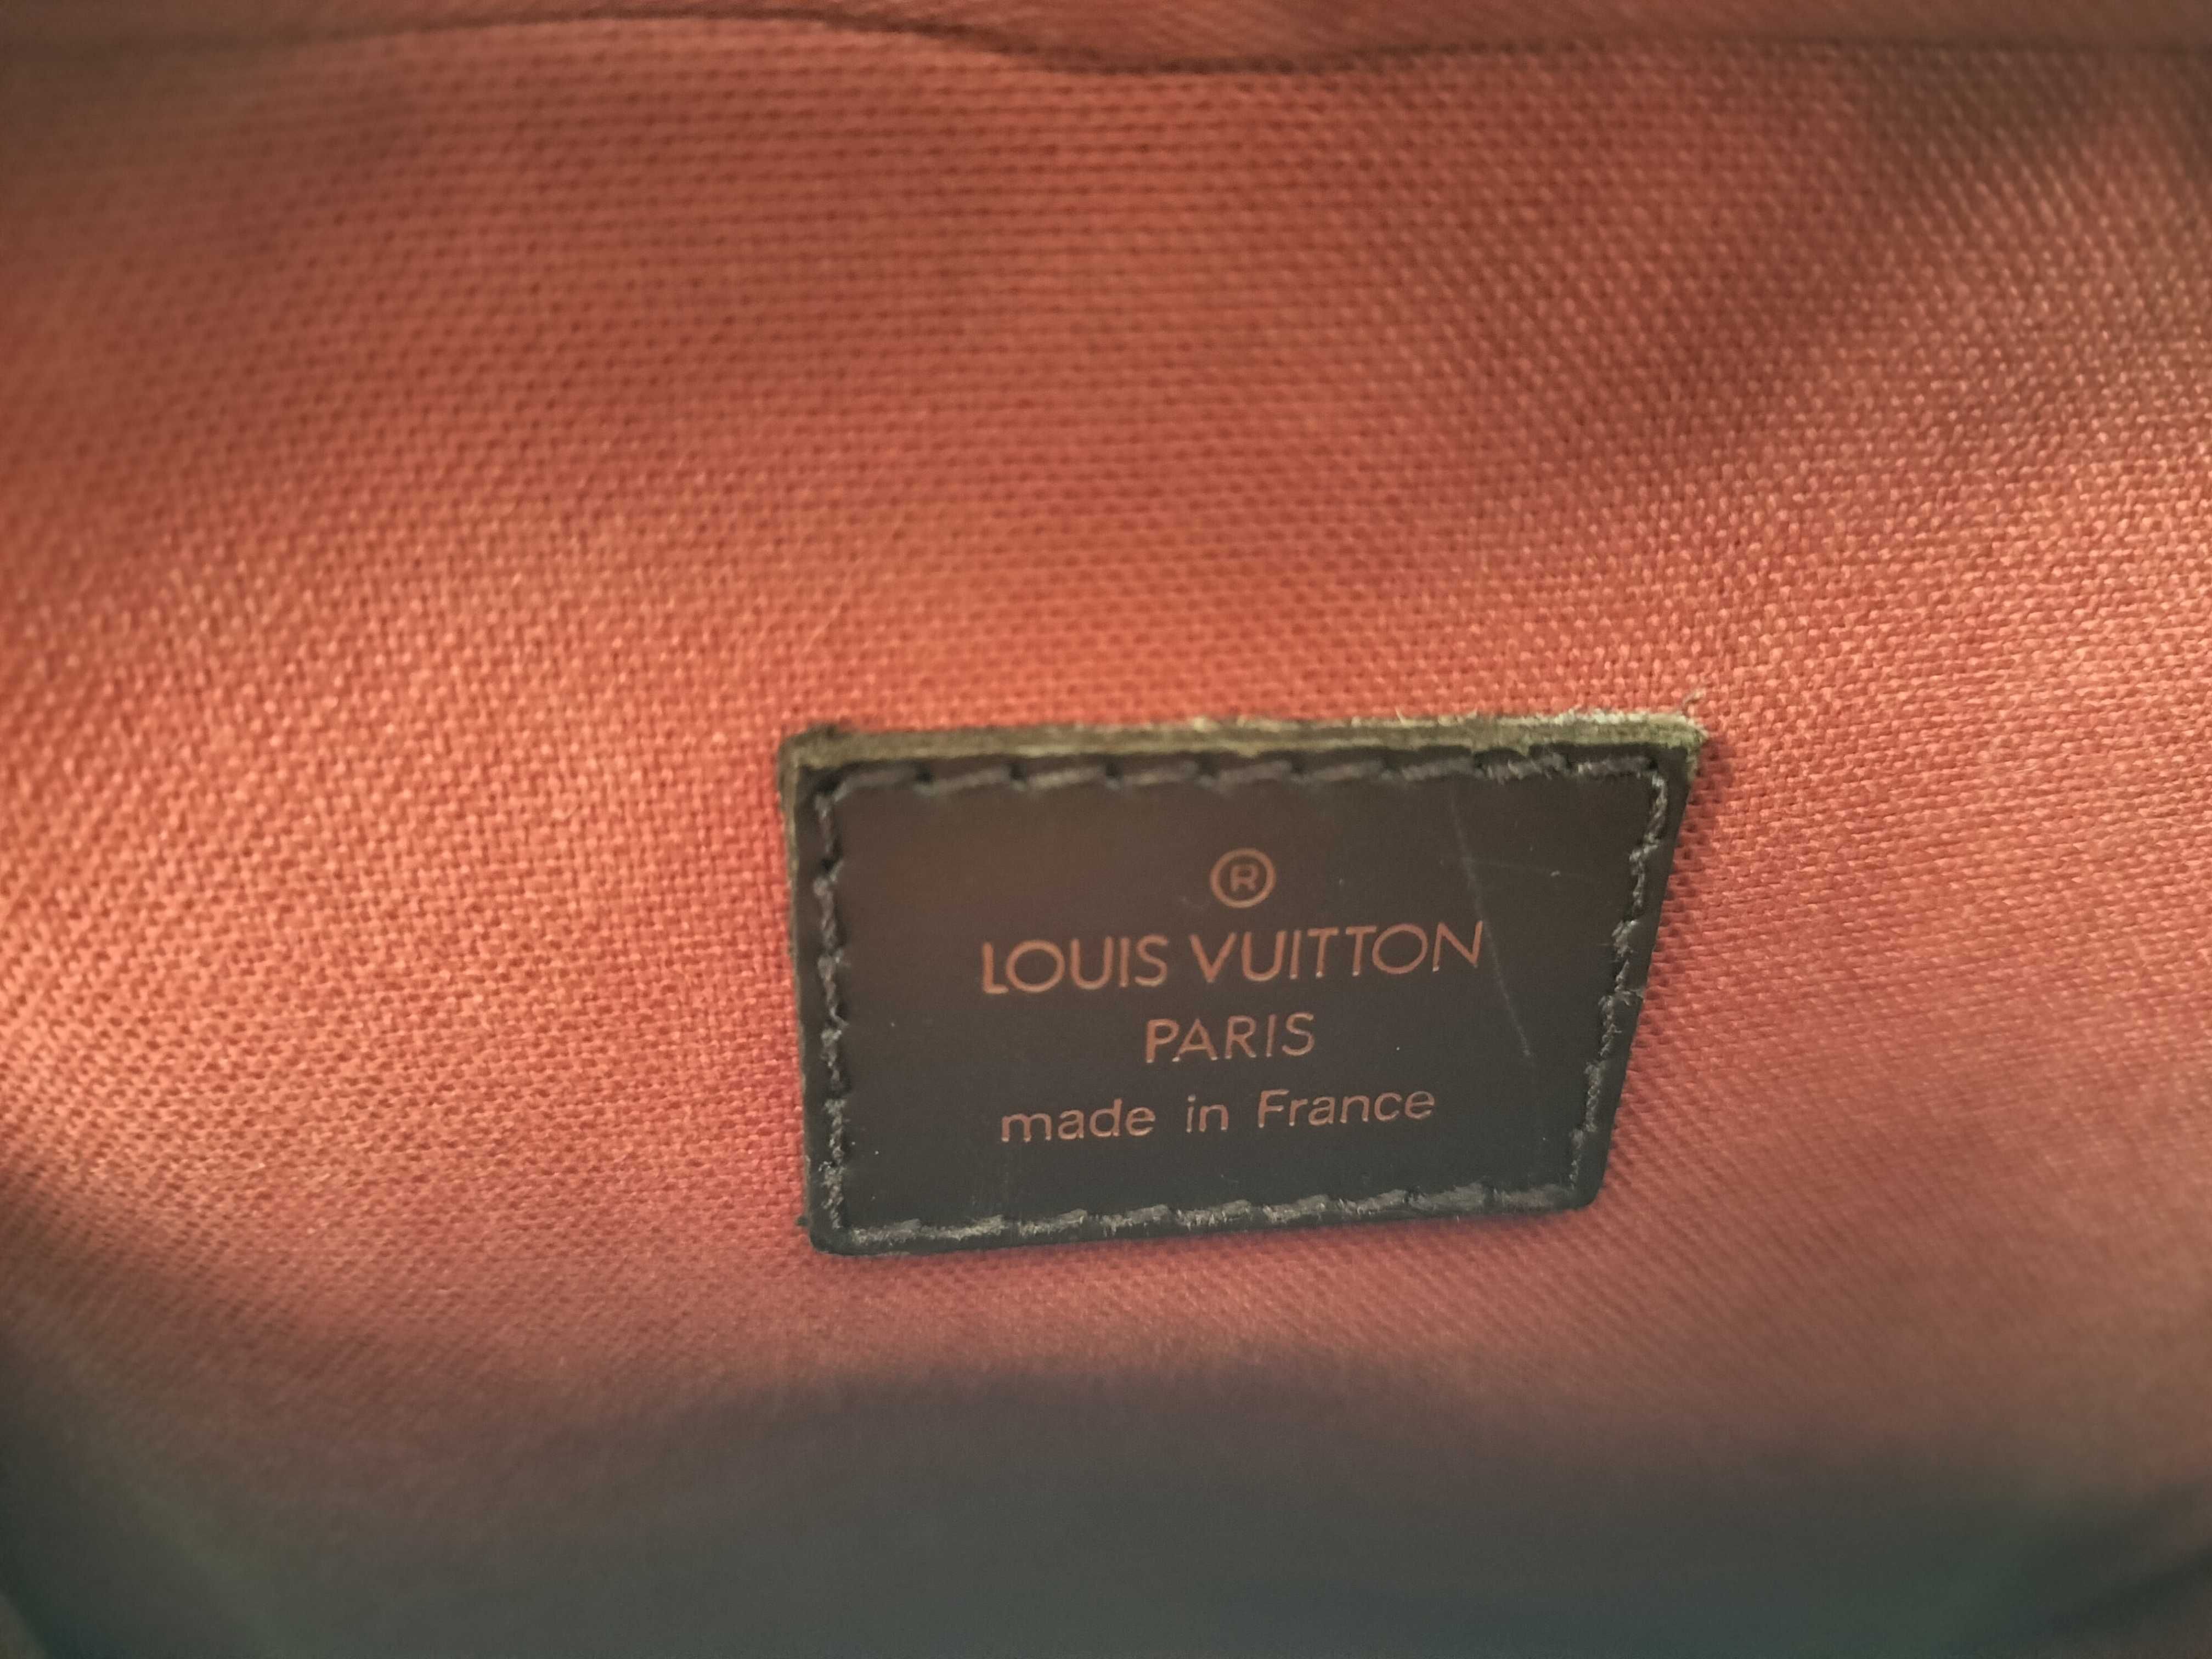 ®
LOUIS VUITTON
PARIS
made in France